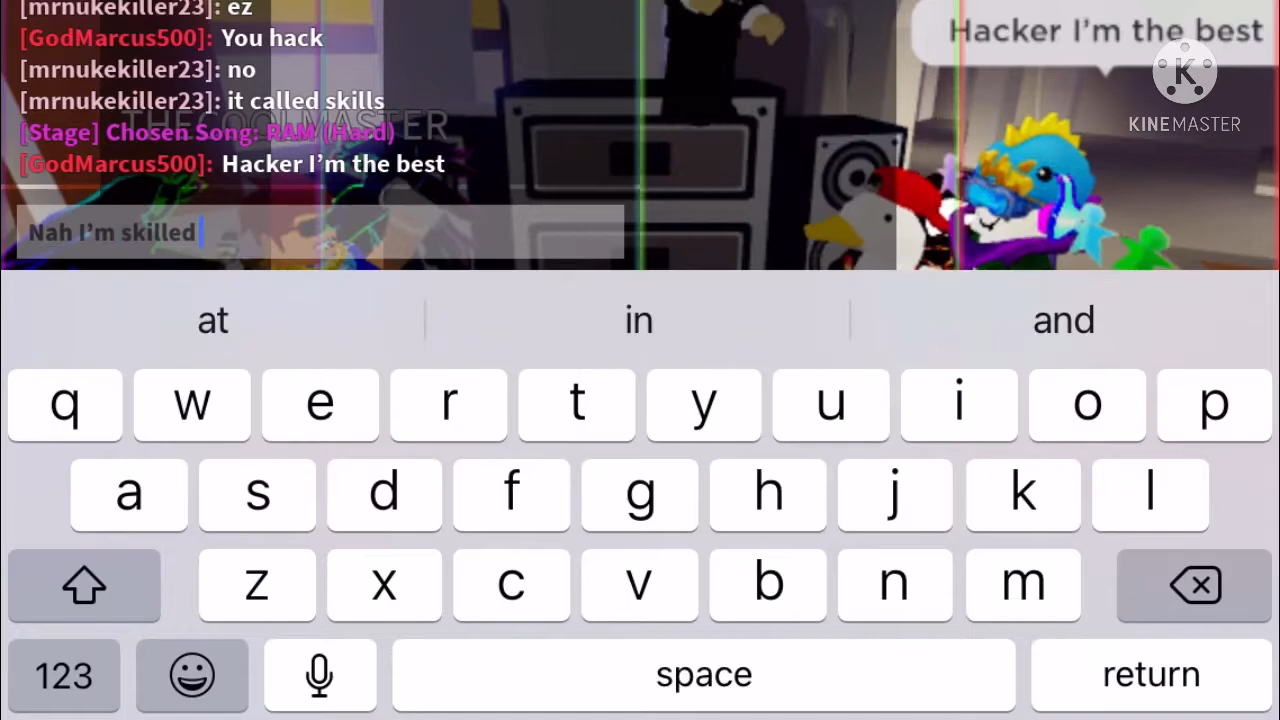 [mrnukekiller23]: ez
[GodMarcus500]: You hack
[mrnukekiller23]: no
[mrnukekiller23]: it called skills
THECOOLMASTER
[Stage] Chosen Song: RAM (Hard)
[GodMarcus500]: Hacker I’m the best
Hacker I’m the best
K
KINEMASTER
Nah I’m skilled
at in and
q w e r t y u i o p
a s d f g h j k l
z x c v b n m
123 space return